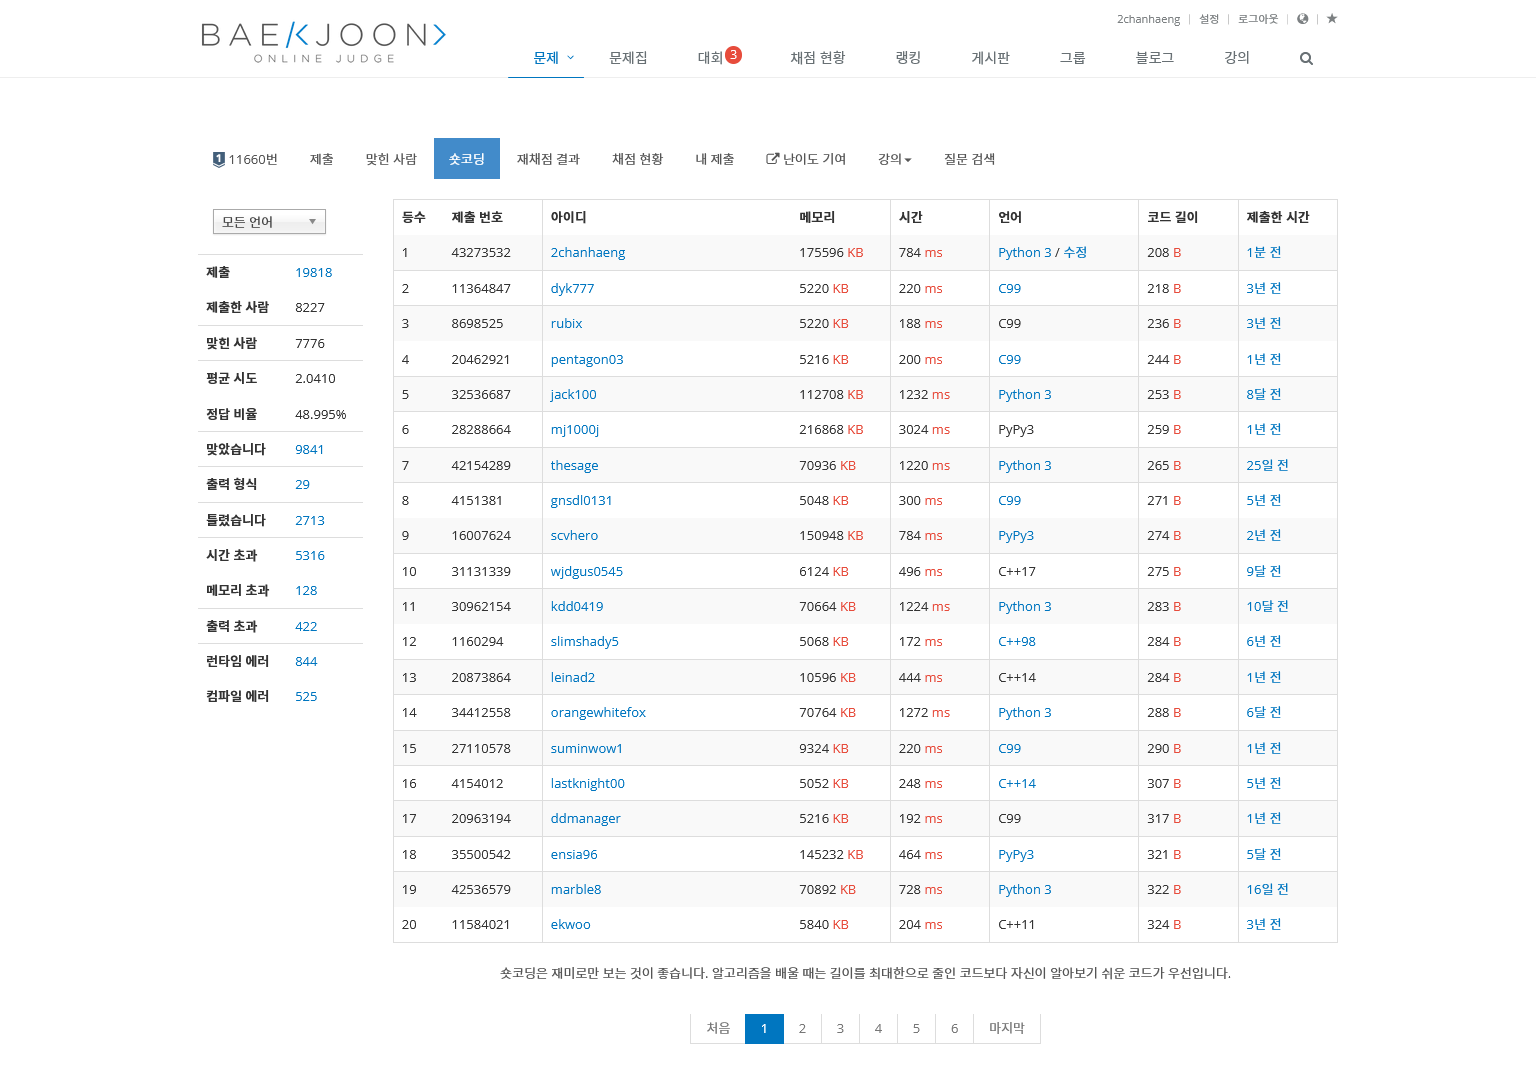 2chanhaeng 설정 로그아웃
BAE/<JOON>
ONLINE JUDGE
문제 문제집 대회 3 채점 현황 랭킹 게시판 그룹 블로그 강의
1 11660번 제출 맞힌 사람 숏코딩 재채점 결과 채점 현황 내 제출 난이도 기여 강의 질문 검색
모든 언어
제출 19818
제출한 사람 8227
맞힌 사람 7776
평균 시도 2.0410
정답 비율 48.995%
맞았습니다 9841
출력 형식 29
틀렸습니다 2713
시간 초과 5316
메모리 초과 128
출력 초과 422
런타임 에러 844
컴파일 에러 525
등수 제출 번호 아이디 메모리 시간 언어 코드 길이 제출한 시간
1 43273532 2chanhaeng 175596 KB 784 ms Python 3 / 수정 208 B 1분 전
2 11364847 dyk777 5220 KB 220 ms C99 218 B 3년 전
3 8698525 rubix 5220 KB 188 ms C99 236 B 3년 전
4 20462921 pentagon03 5216 KB 200 ms C99 244 B 1년 전
5 32536687 jack100 112708 KB 1232 ms Python 3 253 B 8달 전
6 28288664 mj1000j 216868 KB 3024 ms PyPy3 259 B 1년 전
7 42154289 thesage 70936 KB 1220 ms Python 3 265 B 25일 전
8 4151381 gnsdl0131 5048 KB 300 ms C99 271 B 5년 전
9 16007624 scvhero 150948 KB 784 ms PyPy3 274 B 2년 전
10 31131339 wjdgus0545 6124 KB 496 ms C++17 275 B 9달 전
11 30962154 kdd0419 70664 KB 1224 ms Python 3 283 B 10달 전
12 1160294 slimshady5 5068 KB 172 ms C++98 284 B 6년 전
13 20873864 leinad2 10596 KB 444 ms C++14 284 B 1년 전
14 34412558 orangewhitefox 70764 KB 1272 ms Python 3 288 B 6달 전
15 27110578 suminwow1 9324 KB 220 ms C99 290 B 1년 전
16 4154012 lastknight00 5052 KB 248 ms C++14 307 B 5년 전
17 20963194 ddmanager 5216 KB 192 ms C99 317 B 1년 전
18 35500542 ensia96 145232 KB 464 ms PyPy3 321 B 5달 전
19 42536579 marble8 70892 KB 728 ms Python 3 322 B 16일 전
20 11584021 ekwoo 5840 KB 204 ms C++11 324 B 3년 전
숏코딩은 재미로만 보는 것이 좋습니다. 알고리즘을 배울 때는 길이를 최대한으로 줄인 코드보다 자신이 알아보기 쉬운 코드가 우선입니다.
처음 1 2 3 4 5 6 마지막